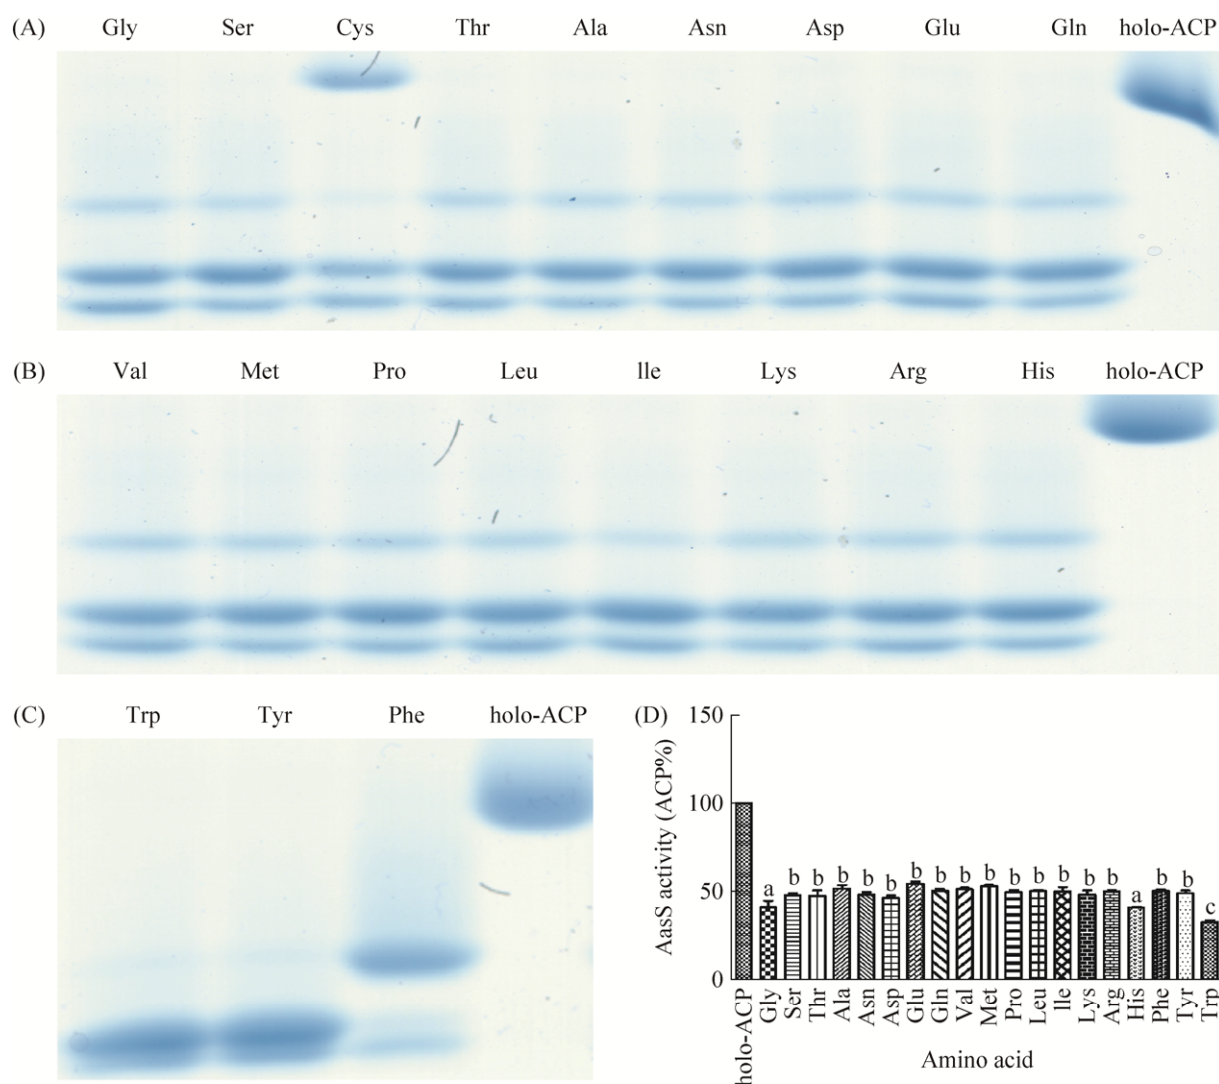 (A) Gly Ser Cys Thr Ala Asn Asp Glu Gln holo-ACP
(B) Val Met Pro Leu lle Lys Arg His holo-ACP
(C) Trp Tyr Phe holo-ACP
(D)
150
100
50
0
AasS activity (ACP%)
a b b b b b b b b b b b b b b a b b c
holo-ACP Gly Ser Thr Ala Asn Asp Glu Gln Val Met Pro Leu lle Lys Arg His Phe Tyr Trp
Amino acid